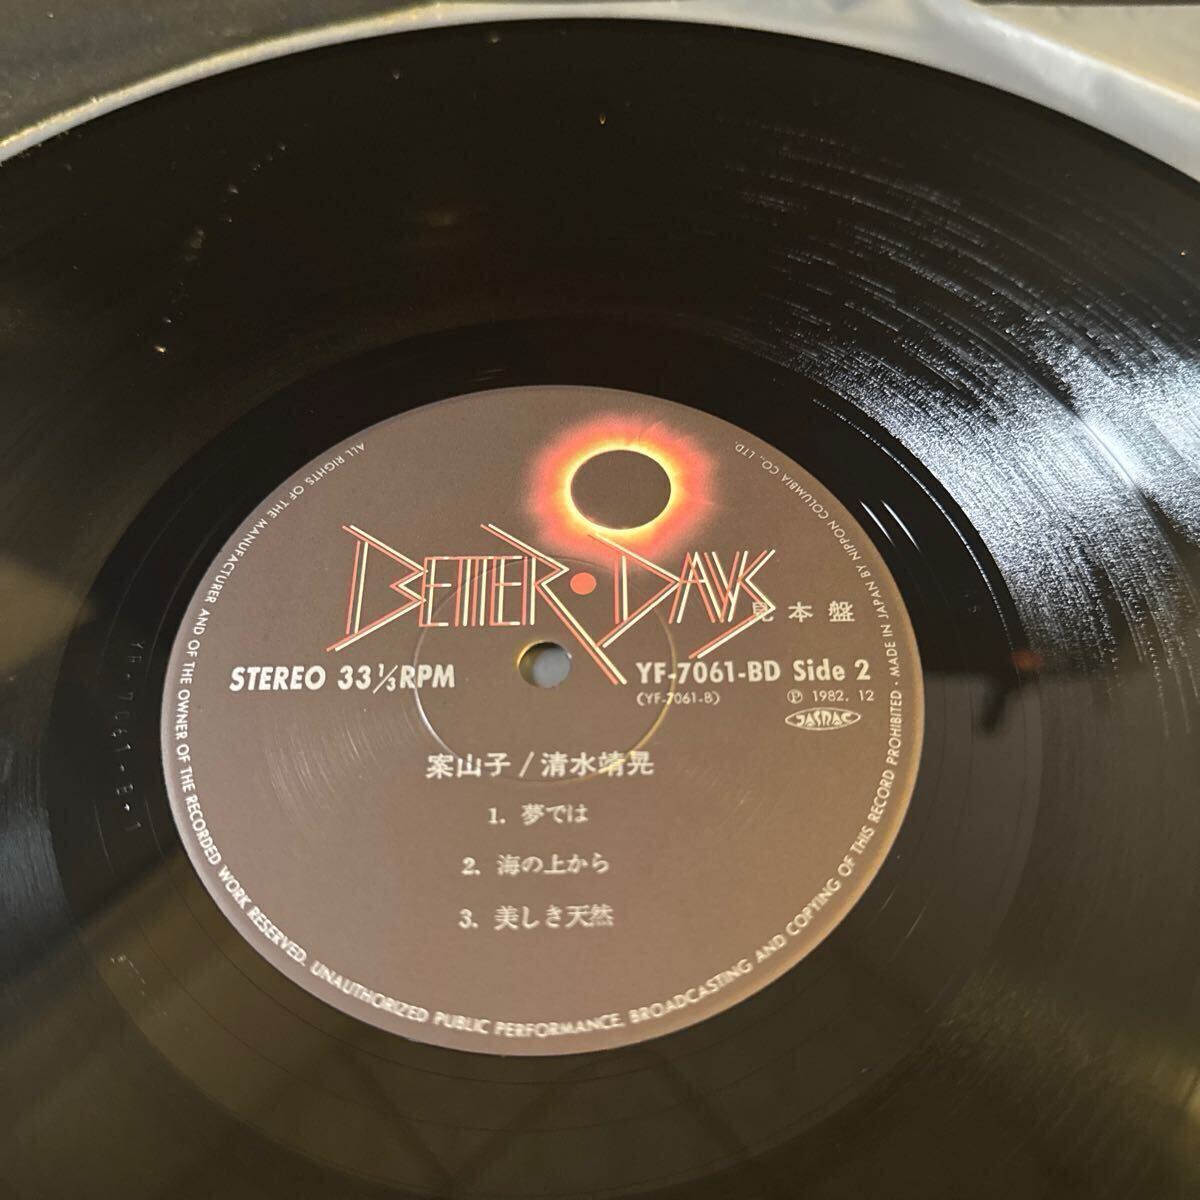 BETTER・DAYS
見本盤
STEREO 33⅓RPM
YF-7061-BD Side 2
(YF-7061-B)
Ⓟ 1982. 12
JASRAC
案山子/清水靖晃
1. 夢では
2. 海の上から
3. 美しき天然
ALL RIGHTS OF THE MANUFACTURER AND OF THE OWNER OF THE RECORDED WORK RESERVED. UNAUTHORIZED PUBLIC PERFORMANCE, BROADCASTING AND COPYING OF THIS RECORD PROHIBITED · MADE IN JAPAN BY NIPPON COLUMBIA CO., LTD.